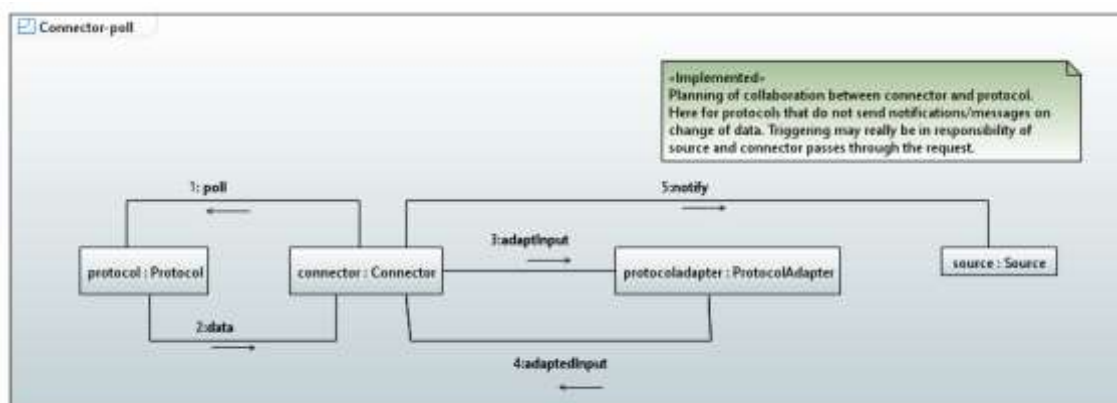 Connector-poll
«Implemented»
Planning of collaboration between connector and protocol.
Here for protocols that do not send notifications/messages on
change of data. Triggering may really be in responsibility of
source and connector passes through the request.
1: poll
5:notify
3:adaptInput
protocol : Protocol
connector : Connector
protocoladapter : ProtocolAdapter
source : Source
2:data
4:adaptedInput